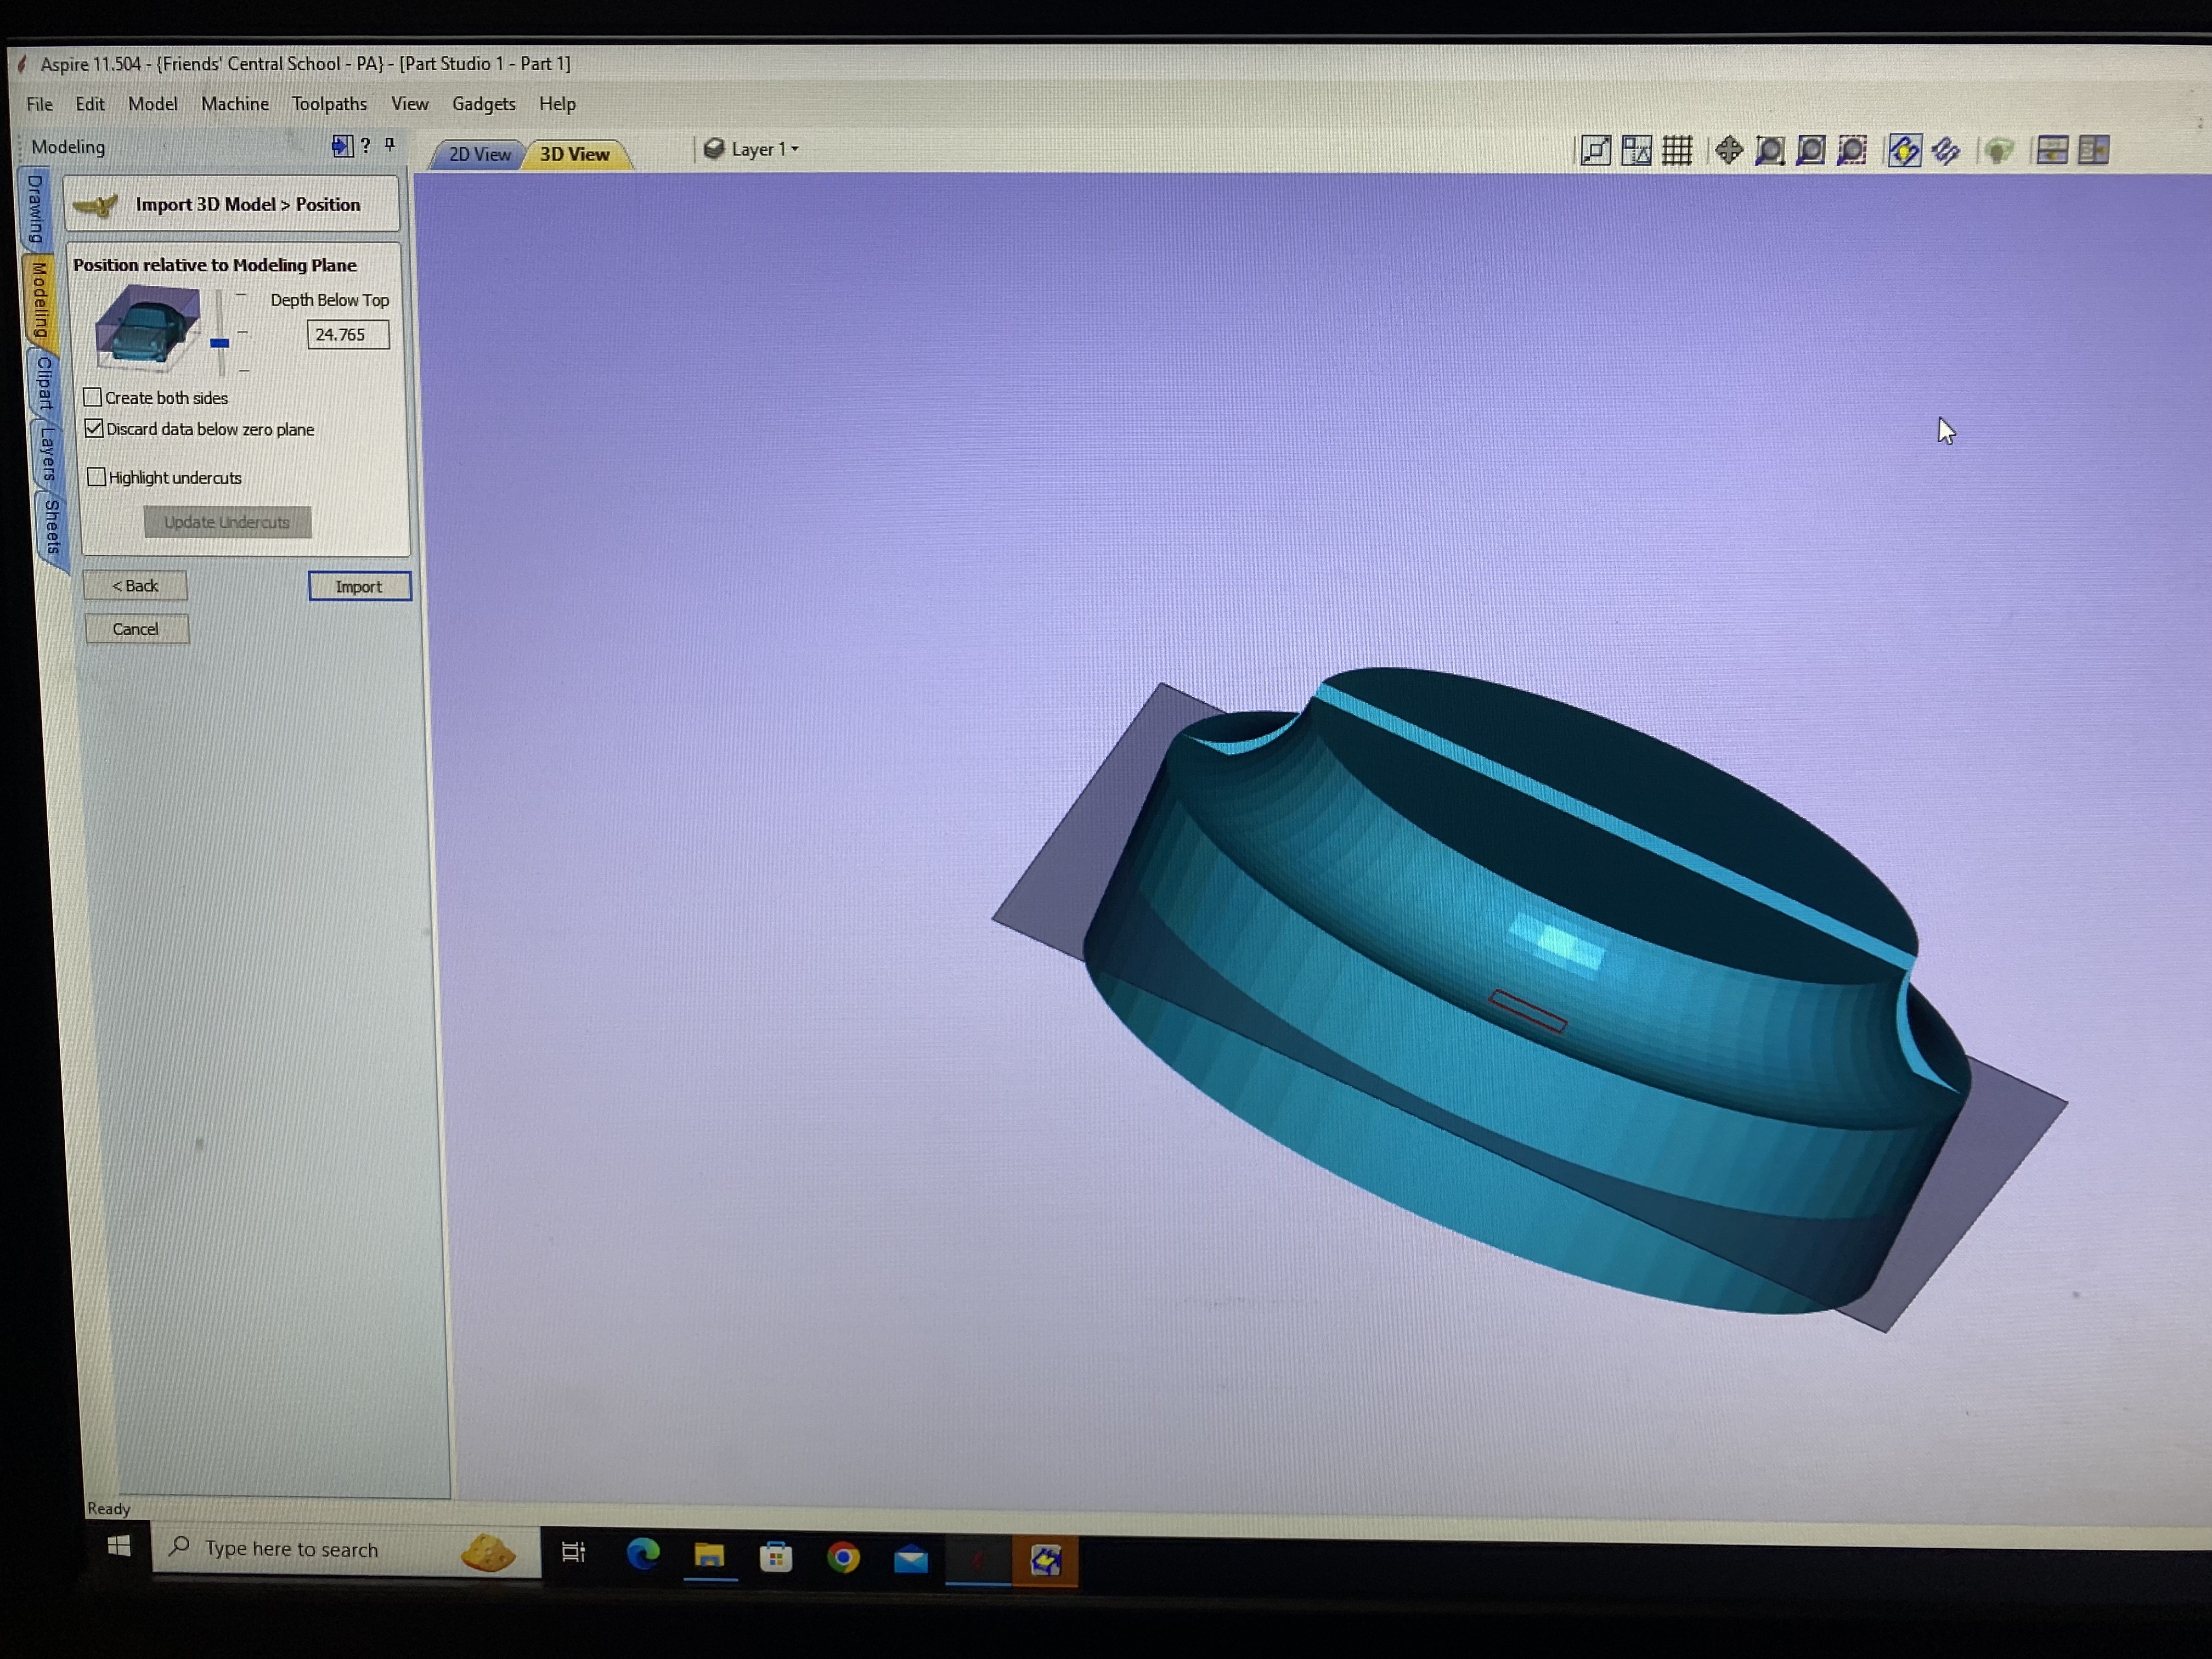 Aspire 11.504 - {Friends' Central School - PA} - [Part Studio 1 - Part 1]
File Edit Model Machine Toolpaths View Gadgets Help
Modeling ?
2D View 3D View Layer 1
Drawing
Modeling
Clipart
Layers
Sheets
Import 3D Model > Position
Position relative to Modeling Plane
Depth Below Top
24.765
Create both sides
Discard data below zero plane
Highlight undercuts
Update Undercuts
< Back Import
Cancel
Ready
Type here to search